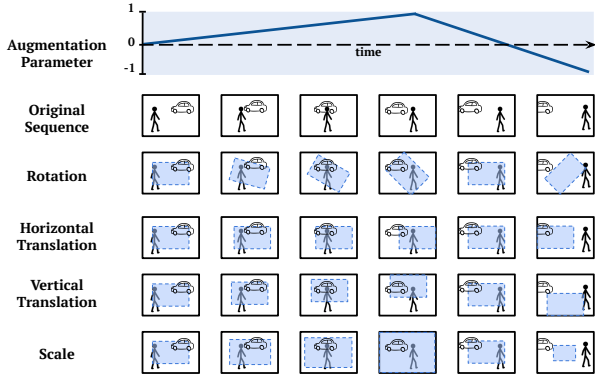 1
Augmentation
Parameter
0
time
-1
Original
Sequence
Rotation
Horizontal
Translation
Vertical
Translation
Scale